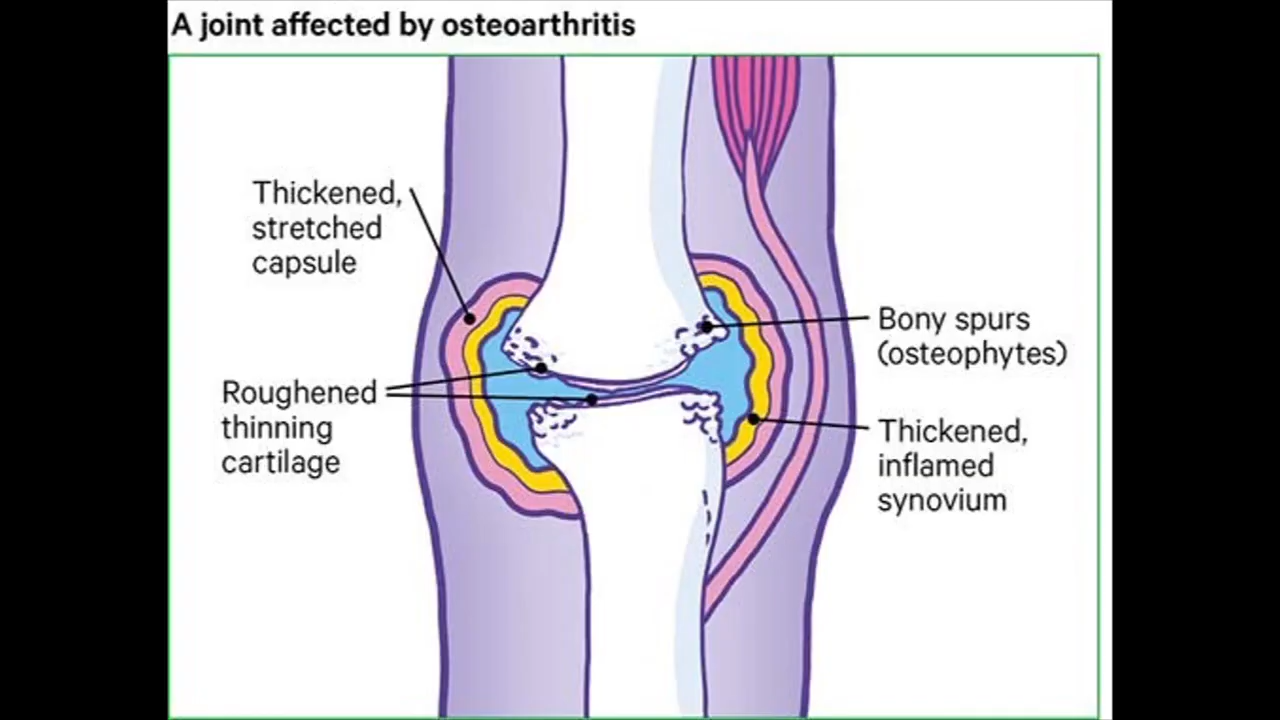 A joint affected by osteoarthritis
Thickened,
stretched
capsule
Roughened
thinning
cartilage
Bony spurs
(osteophytes)
Thickened,
inflamed
synovium